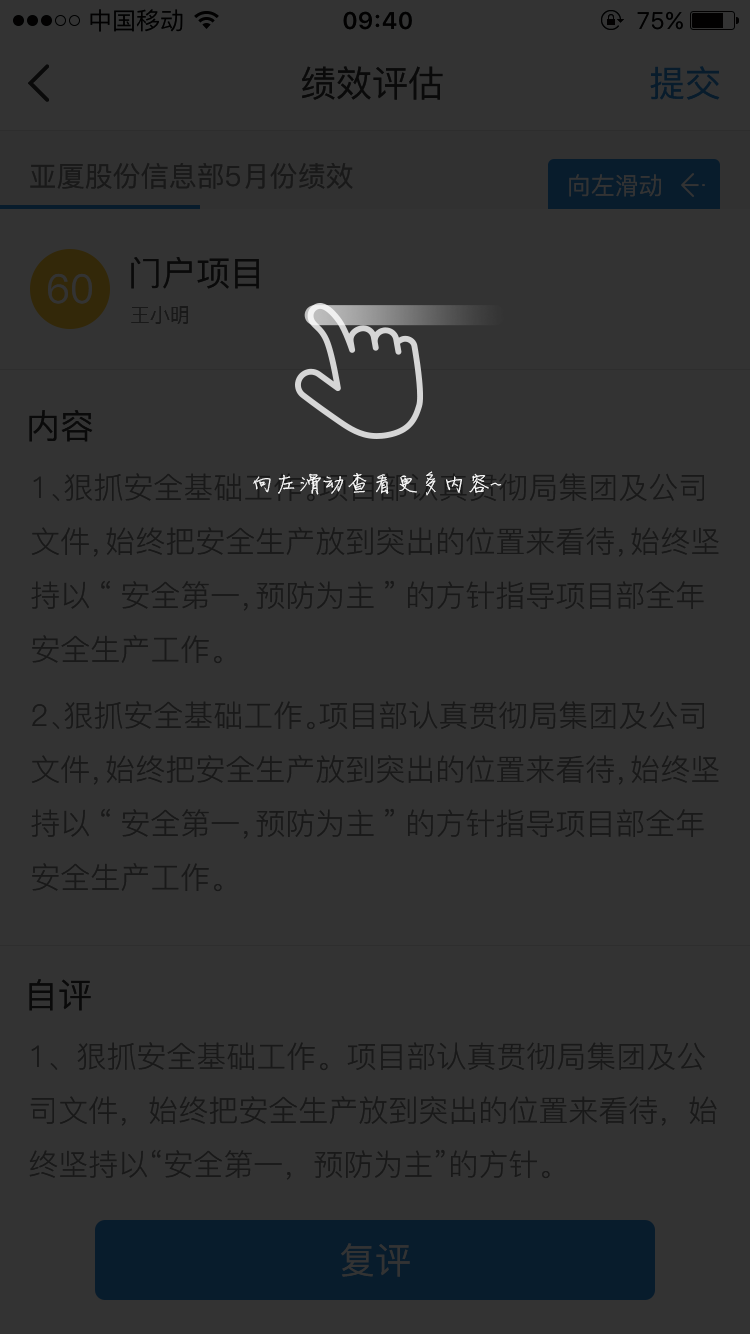 中国移动 09:40 75%
绩效评估 提交
亚厦股份信息部5月份绩效 向左滑动
60 门户项目
王小明
内容
1、狠抓安全基础工作。项目部认真贯彻局集团及公司
向左滑动查看更多内容~
文件,始终把安全生产放到突出的位置来看待,始终坚
持以“安全第一,预防为主”的方针指导项目部全年
安全生产工作。
2、狠抓安全基础工作。项目部认真贯彻局集团及公司
文件,始终把安全生产放到突出的位置来看待,始终坚
持以“安全第一,预防为主”的方针指导项目部全年
安全生产工作。
自评
1、狠抓安全基础工作。项目部认真贯彻局集团及公
司文件，始终把安全生产放到突出的位置来看待，始
终坚持以“安全第一，预防为主”的方针。
复评